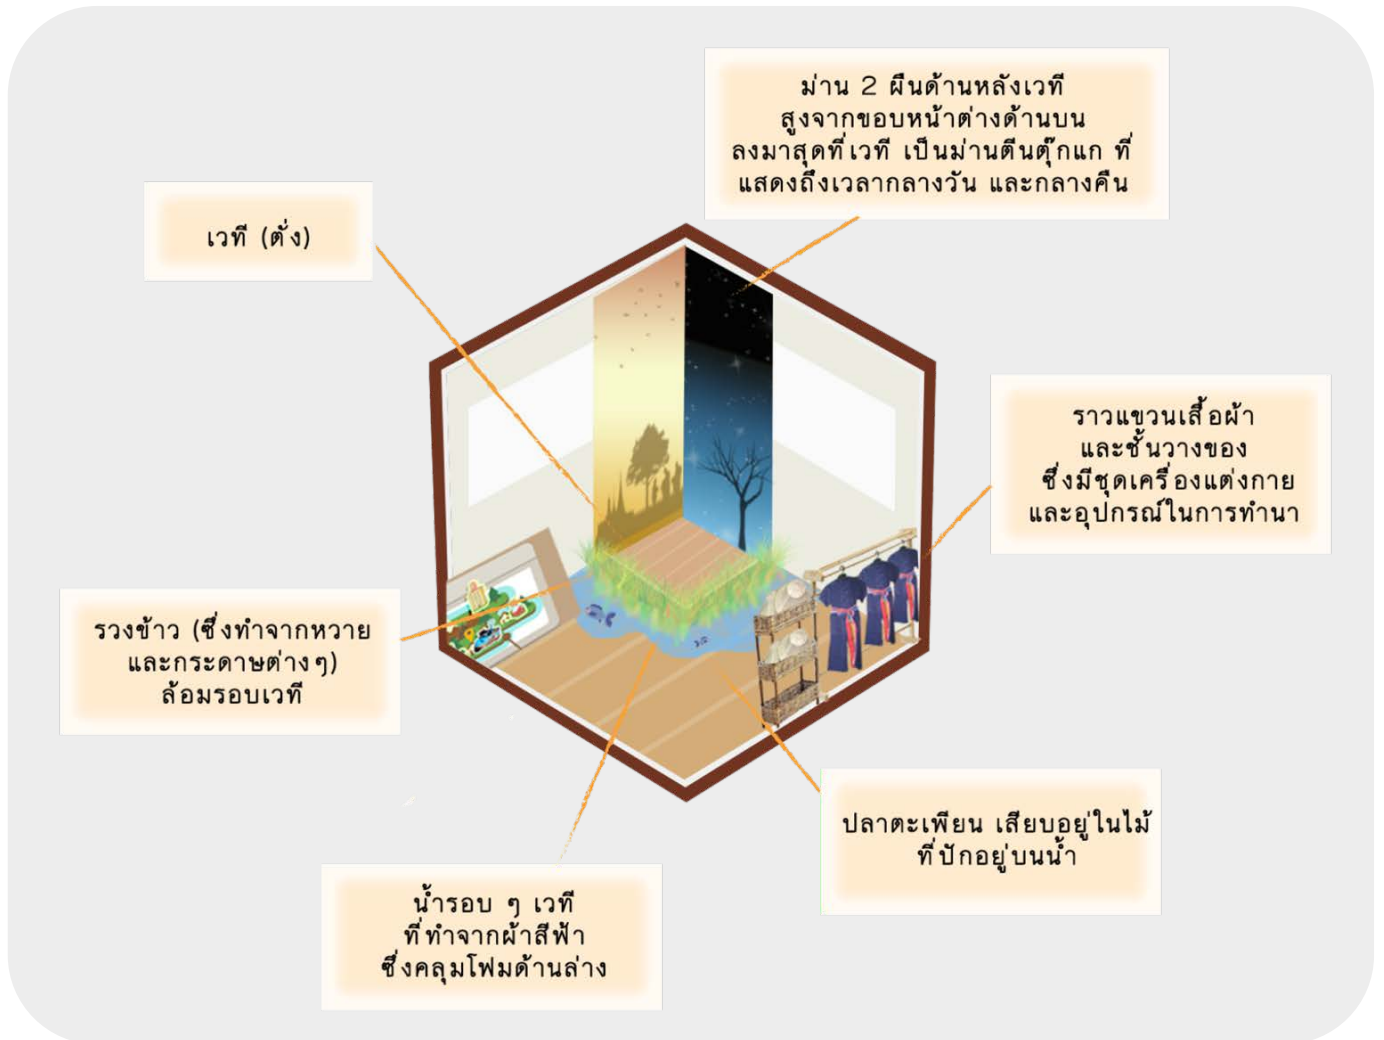 ม่าน 2 ผืนด้านหลังเวที
สูงจากขอบหน้าต่างด้านบน
ลงมาสุดที่เวที เป็นม่านตีนตุ๊กแก ที่
แสดงถึงเวลากลางวัน และกลางคืน
เวที (ตั่ง)
ราวแขวนเสื้อผ้า
และชั้นวางของ
ซึ่งมีชุดเครื่องแต่งกาย
และอุปกรณ์ในการทำนา
รวงข้าว (ซึ่งทำจากหวาย
และกระดาษต่างๆ)
ล้อมรอบเวที
ปลาตะเพียน เสียบอยู่ในไม้
ที่ปักอยู่บนน้ำ
น้ำรอบ ๆ เวที
ที่ทำจากผ้าสีฟ้า
ซึ่งคลุมโฟมด้านล่าง